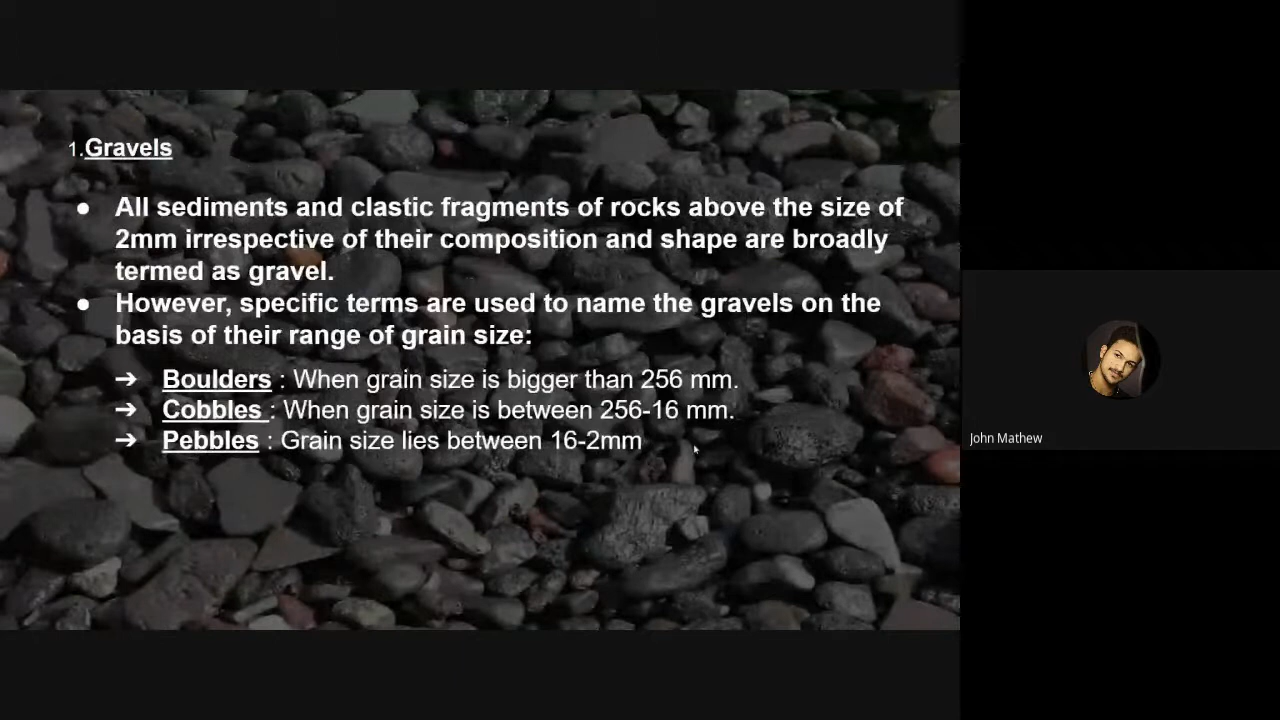 1.Gravels
● All sediments and clastic fragments of rocks above the size of
2mm irrespective of their composition and shape are broadly
termed as gravel.
● However, specific terms are used to name the gravels on the
basis of their range of grain size:
➔ Boulders : When grain size is bigger than 256 mm.
➔ Cobbles : When grain size is between 256-16 mm.
➔ Pebbles : Grain size lies between 16-2mm
John Mathew